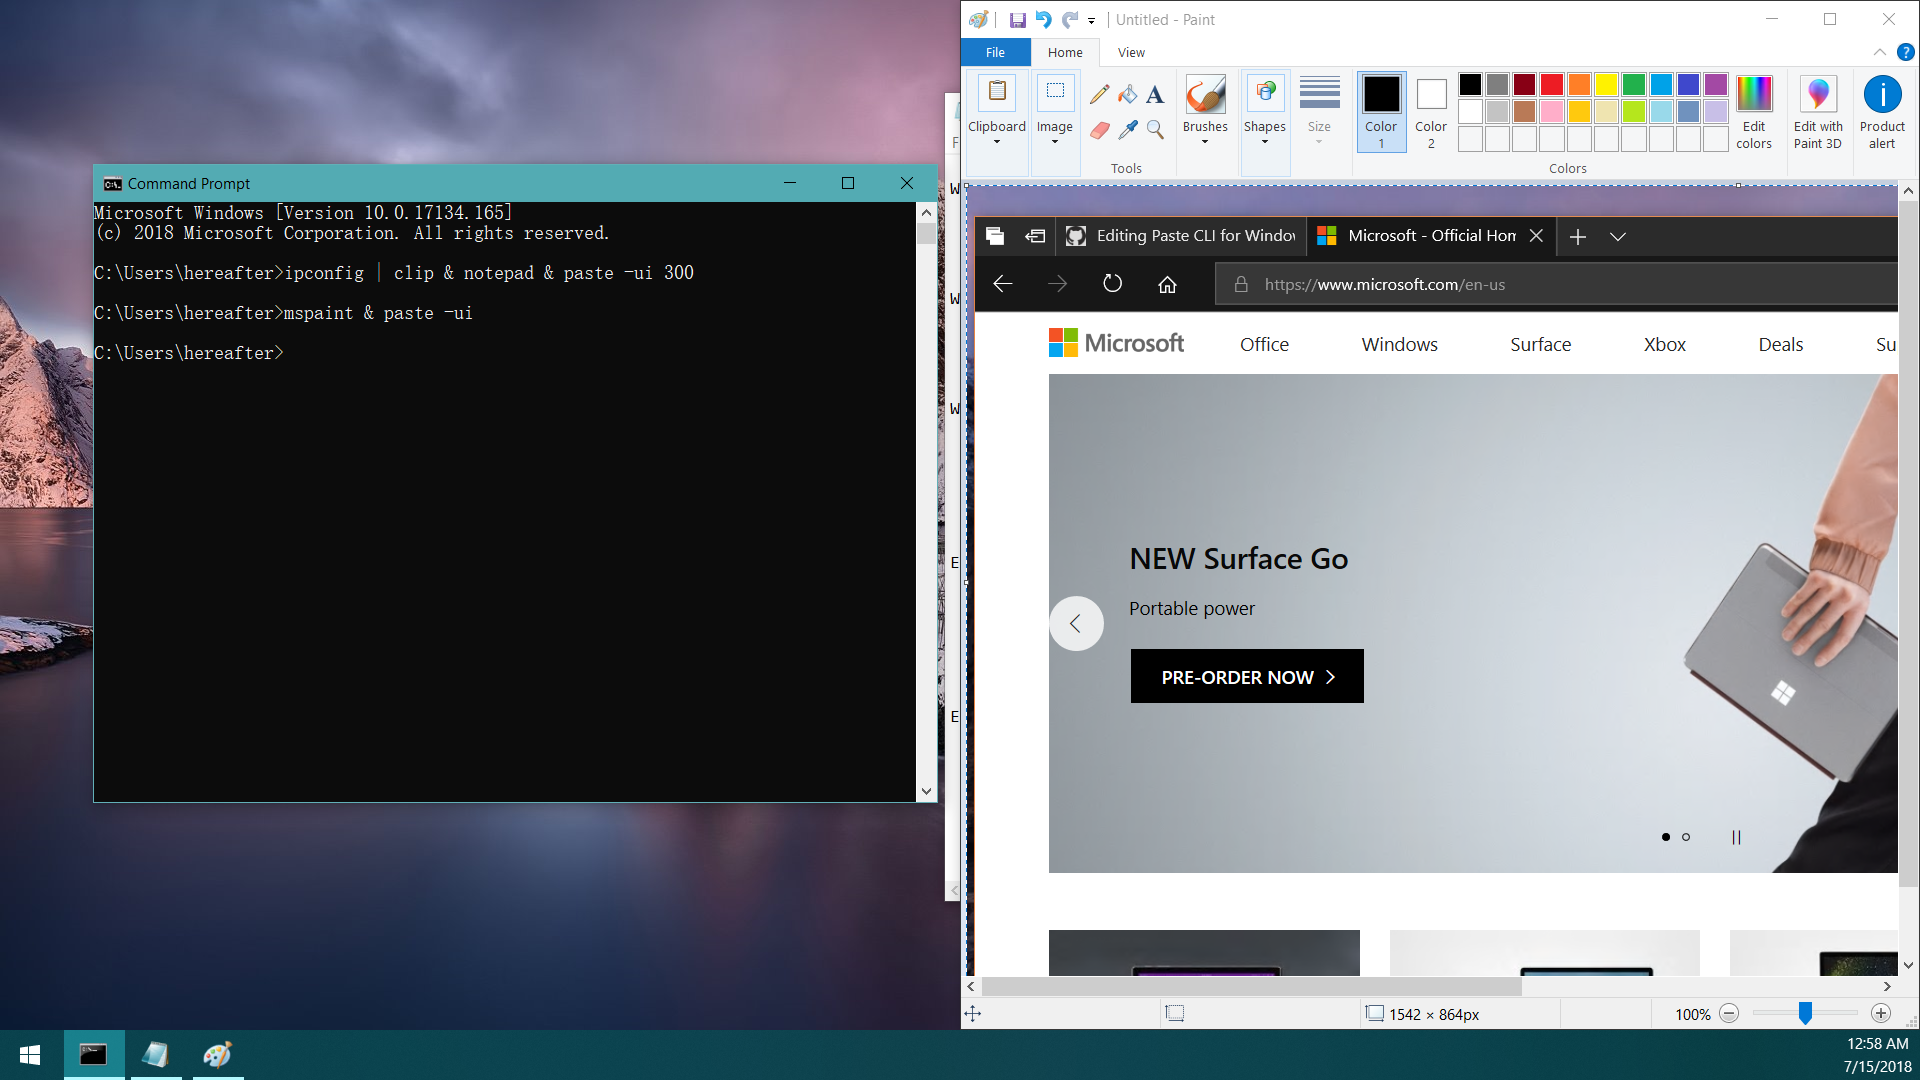 Command Prompt
Microsoft Windows [Version 10.0.17134.165]
(c) 2018 Microsoft Corporation. All rights reserved.
C:\Users\hereafter>ipconfig | clip & notepad & paste -ui 300
C:\Users\hereafter>mspaint & paste -ui
C:\Users\hereafter>
F
W
W
W
E
E
Untitled - Paint
File Home View
Clipboard
Image
Tools
Brushes
Shapes
Size
Color 1
Color 2
Edit colors
Colors
Edit with Paint 3D
Product alert
Editing Paste CLI for Window
Microsoft - Official Hom
https://www.microsoft.com/en-us
Microsoft Office Windows Surface Xbox Deals Su
NEW Surface Go
Portable power
PRE-ORDER NOW
1542 × 864px
100%
12:58 AM
7/15/2018